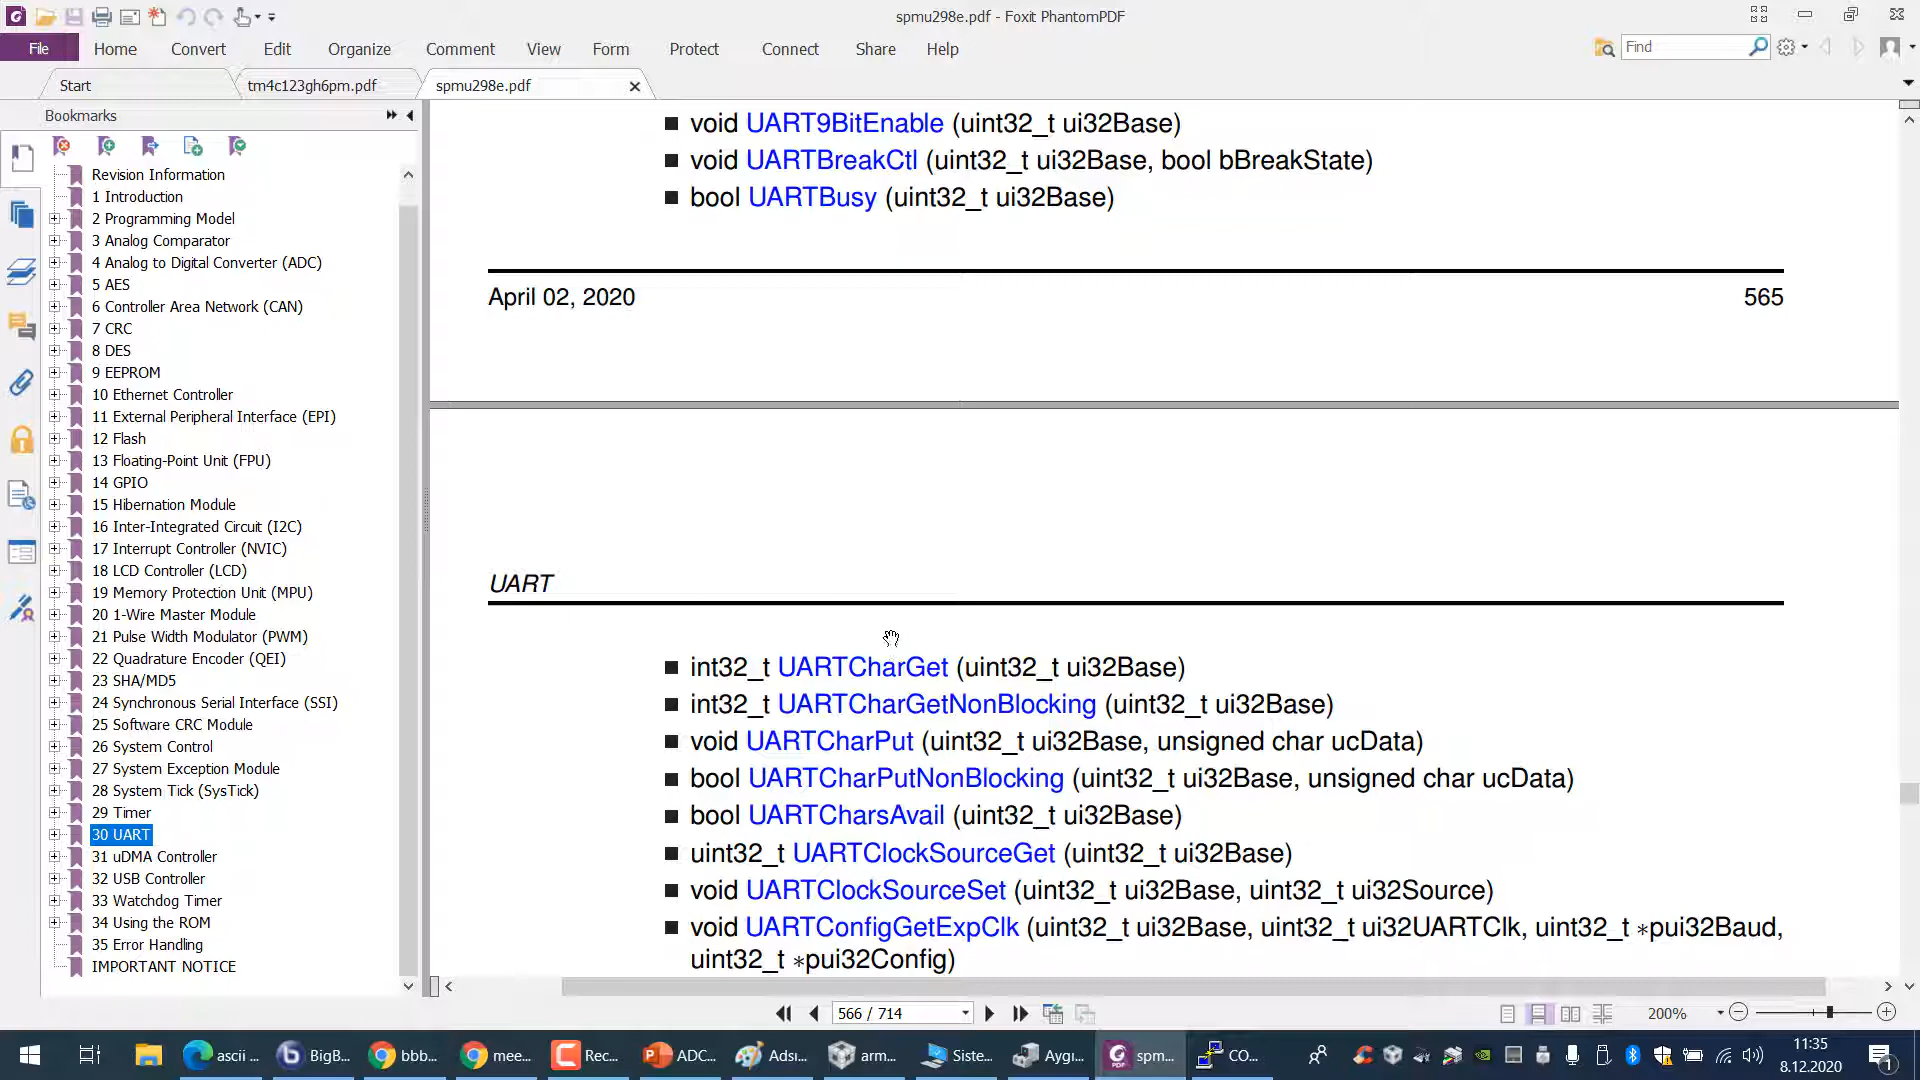 spmu298e.pdf - Foxit PhantomPDF
File
Home
Convert
Edit
Organize
Comment
View
Form
Protect
Connect
Share
Help
Find
Start
tm4c123gh6pm.pdf
spmu298e.pdf
Bookmarks
Revision Information
1 Introduction
2 Programming Model
3 Analog Comparator
4 Analog to Digital Converter (ADC)
5 AES
6 Controller Area Network (CAN)
7 CRC
8 DES
9 EEPROM
10 Ethernet Controller
11 External Peripheral Interface (EPI)
12 Flash
13 Floating-Point Unit (FPU)
14 GPIO
15 Hibernation Module
16 Inter-Integrated Circuit (I2C)
17 Interrupt Controller (NVIC)
18 LCD Controller (LCD)
19 Memory Protection Unit (MPU)
20 1-Wire Master Module
21 Pulse Width Modulator (PWM)
22 Quadrature Encoder (QEI)
23 SHA/MD5
24 Synchronous Serial Interface (SSI)
25 Software CRC Module
26 System Control
27 System Exception Module
28 System Tick (SysTick)
29 Timer
30 UART
31 uDMA Controller
32 USB Controller
33 Watchdog Timer
34 Using the ROM
35 Error Handling
IMPORTANT NOTICE
■ void UART9BitEnable (uint32_t ui32Base)
■ void UARTBreakCtl (uint32_t ui32Base, bool bBreakState)
■ bool UARTBusy (uint32_t ui32Base)
April 02, 2020
565
UART
■ int32_t UARTCharGet (uint32_t ui32Base)
■ int32_t UARTCharGetNonBlocking (uint32_t ui32Base)
■ void UARTCharPut (uint32_t ui32Base, unsigned char ucData)
■ bool UARTCharPutNonBlocking (uint32_t ui32Base, unsigned char ucData)
■ bool UARTCharsAvail (uint32_t ui32Base)
■ uint32_t UARTClockSourceGet (uint32_t ui32Base)
■ void UARTClockSourceSet (uint32_t ui32Base, uint32_t ui32Source)
■ void UARTConfigGetExpClk (uint32_t ui32Base, uint32_t ui32UARTClk, uint32_t *pui32Baud,
uint32_t *pui32Config)
566 / 714
200%
ascii ...
BigB...
bbb...
mee...
Rec...
ADC...
Adsı...
arm...
Siste...
Aygı...
spm...
CO...
11:35
8.12.2020
1